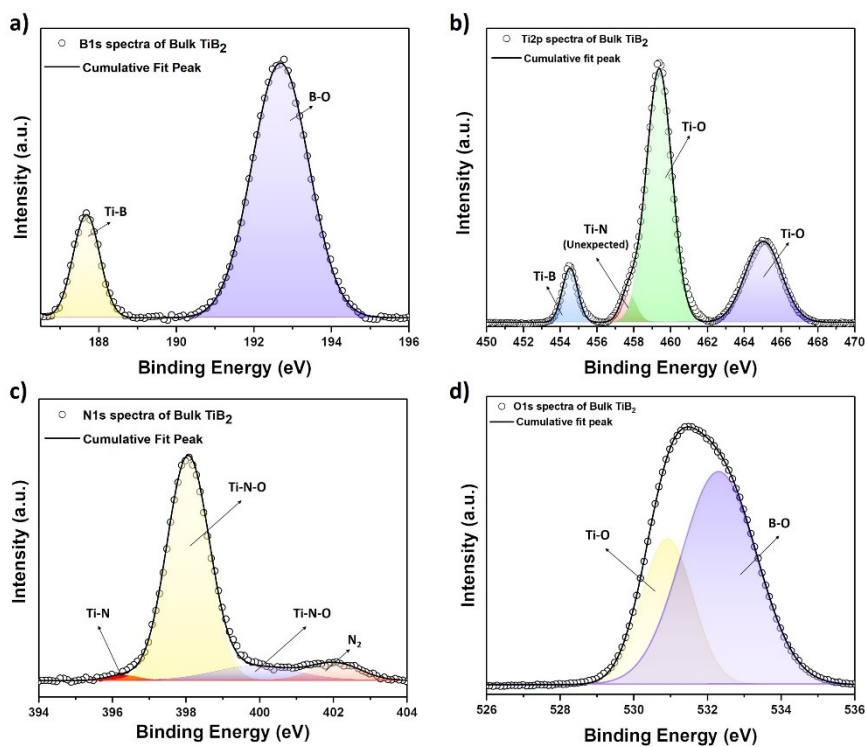 a)
B1s spectra of Bulk TiB2
Cumulative Fit Peak
B-O
Ti-B
Intensity (a.u.)
188 190 192 194 196
Binding Energy (eV)
b)
Ti2p spectra of Bulk TiB2
Cumulative fit peak
Ti-O
Ti-N
(Unexpected)
Ti-O
Ti-B
Intensity (a.u.)
450 452 454 456 458 460 462 464 466 468 470
Binding Energy (eV)
c)
N1s spectra of Bulk TiB2
Cumulative Fit Peak
Ti-N-O
Ti-N
Ti-N-O
N2
Intensity (a.u.)
394 396 398 400 402 404
Binding Energy (eV)
d)
O1s spectra of Bulk TiB2
Cumulative fit peak
Ti-O
B-O
Intensity (a.u.)
526 528 530 532 534 536
Binding Energy (eV)